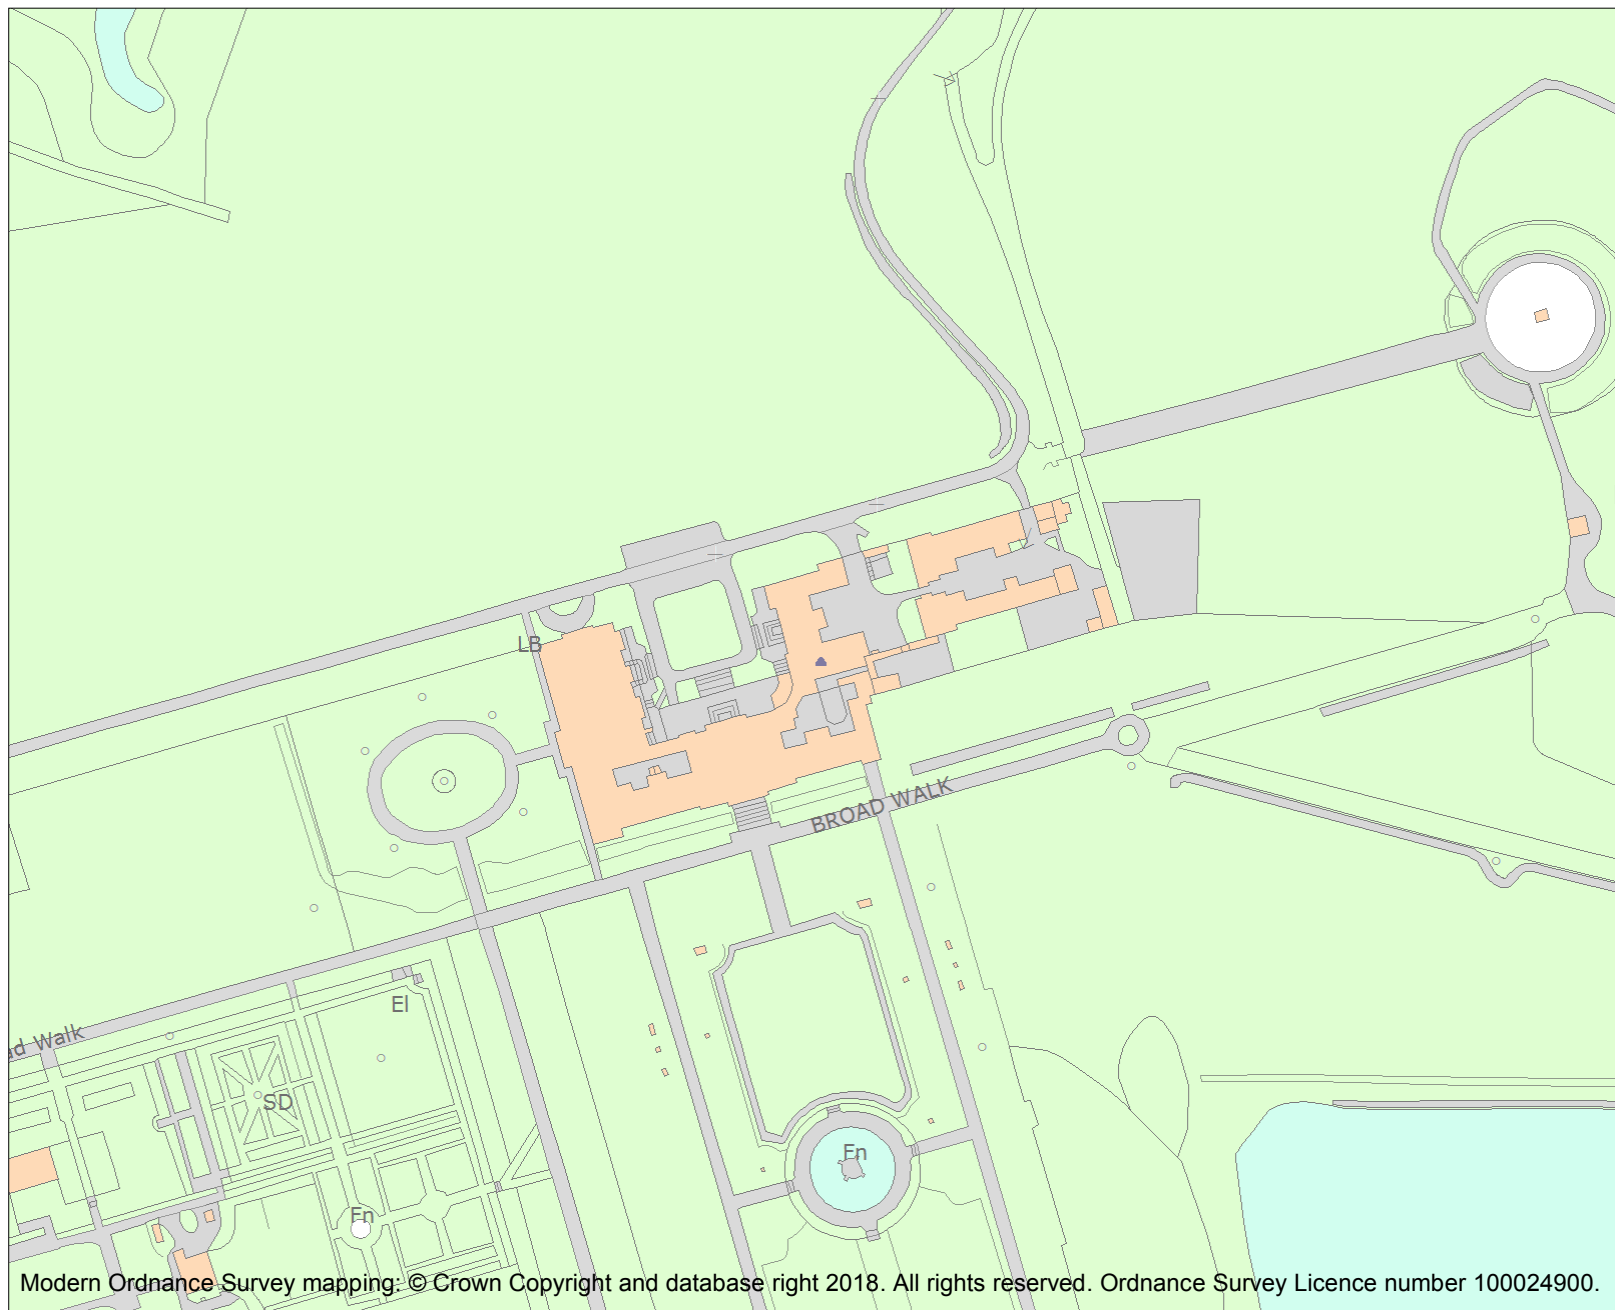 LB
BROAD WALK
El
ad Walk
SD
Fn
Fn
Modern Ordnance Survey mapping: © Crown Copyright and database right 2018. All rights reserved. Ordnance Survey Licence number 100024900.